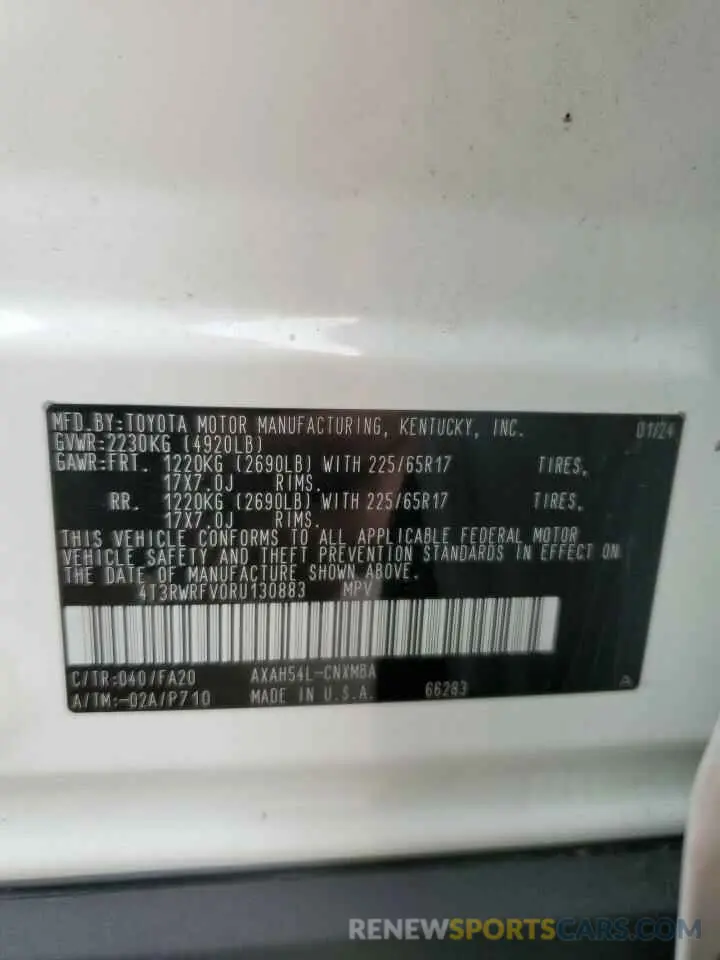 MFD.BY:TOYOTA MOTOR MANUFACTURING, KENTUCKY, INC. 01/24
GVWR:2230KG (4920LB)
GAWR:FRT. 1220KG (2690LB) WITH 225/65R17 TIRES,
17X7.0J RIMS.
RR. 1220KG (2690LB) WITH 225/65R17 TIRES,
17X7.0J RIMS.
THIS VEHICLE CONFORMS TO ALL APPLICABLE FEDERAL MOTOR
VEHICLE SAFETY AND THEFT PREVENTION STANDARDS IN EFFECT ON
THE DATE OF MANUFACTURE SHOWN ABOVE.
4T3RWRFV0RU130883 MPV
C/TR:040/FA20 AXAH54L-CNXMBA
A/TM:-02A/P710 MADE IN U.S.A. 66283 A
RENEWSPORTSCARS.COM